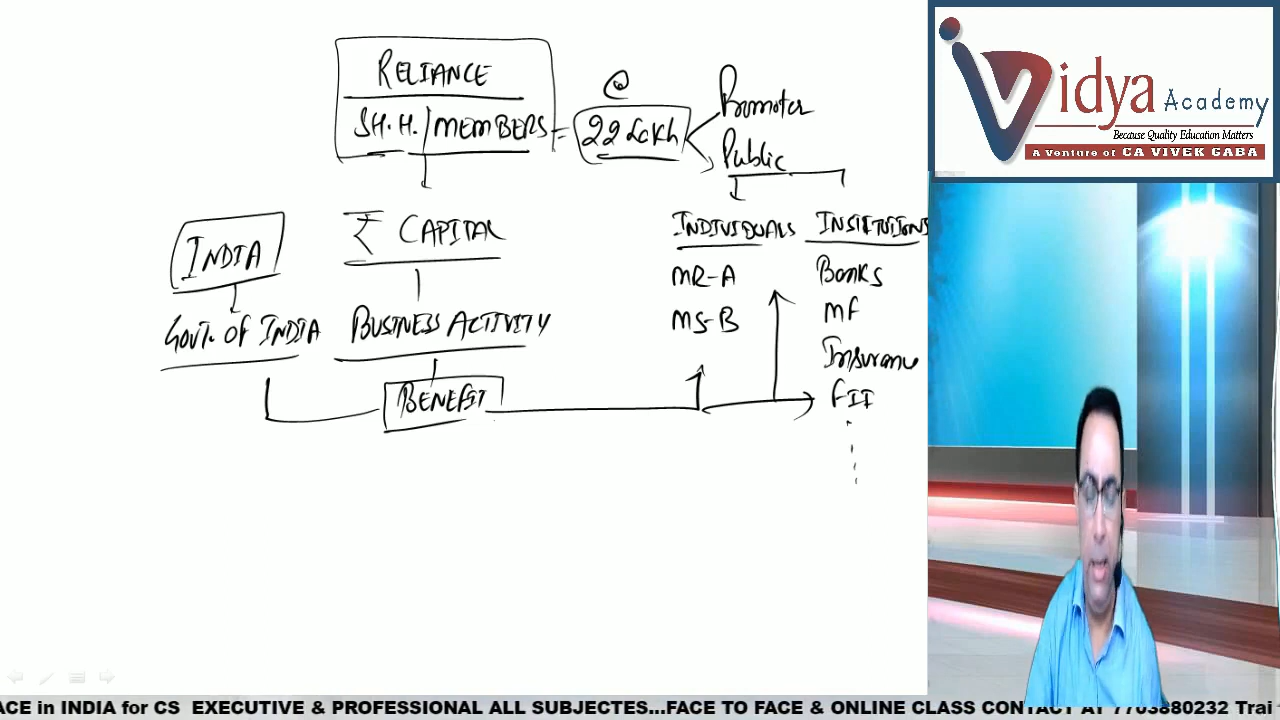 RELIANCE
SH.H./MEMBERS = 22 Lakh
Promoter
Public
INDIA
₹ CAPITAL
INDIVIDUALS
INSTITUTIONS
MR-A
Banks
MS-B
MF
GOVT. OF INDIA
BUSINESS ACTIVITY
Insurance
BENEFIT
FII
Vidya Academy
Because Quality Education Matters
A Venture of CA VIVEK GABA
ACE in INDIA for CS EXECUTIVE & PROFESSIONAL ALL SUBJECTES...FACE TO FACE & ONLINE CLASS CONTACT AT 7703880232 Trai